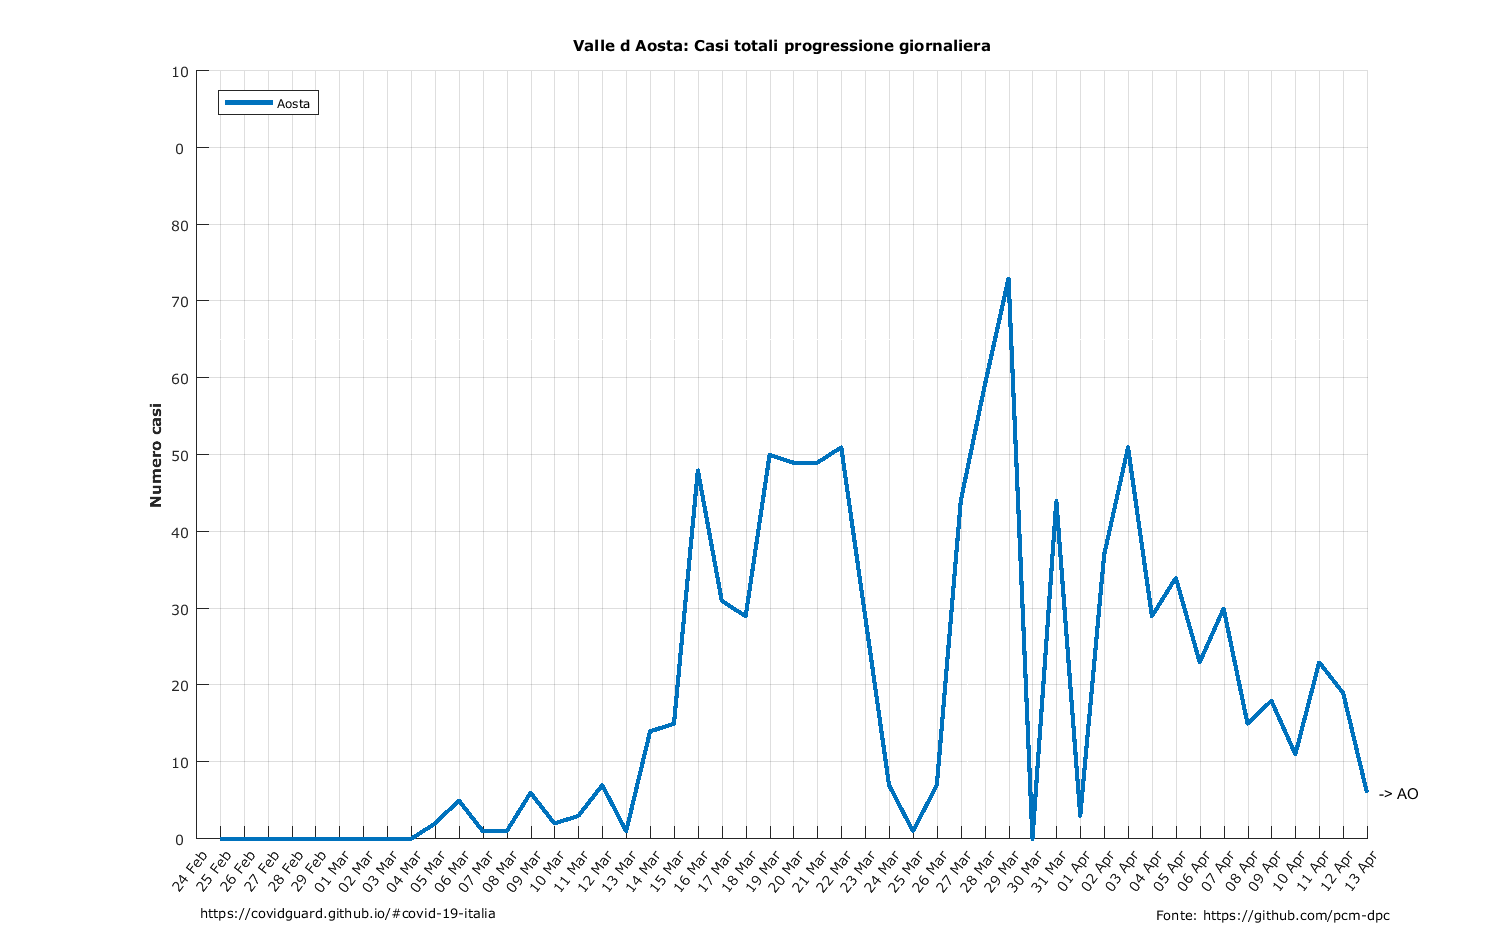 Valle d Aosta: Casi totali progressione giornaliera
Aosta
Numero casi
10
0
80
70
60
50
40
30
20
10
0
-> AO
24 Feb
25 Feb
26 Feb
27 Feb
28 Feb
29 Feb
01 Mar
02 Mar
03 Mar
04 Mar
05 Mar
06 Mar
07 Mar
08 Mar
09 Mar
10 Mar
11 Mar
12 Mar
13 Mar
14 Mar
15 Mar
16 Mar
17 Mar
18 Mar
19 Mar
20 Mar
21 Mar
22 Mar
23 Mar
24 Mar
25 Mar
26 Mar
27 Mar
28 Mar
29 Mar
30 Mar
31 Mar
01 Apr
02 Apr
03 Apr
04 Apr
05 Apr
06 Apr
07 Apr
08 Apr
09 Apr
10 Apr
11 Apr
12 Apr
13 Apr
https://covidguard.github.io/#covid-19-italia
Fonte: https://github.com/pcm-dpc